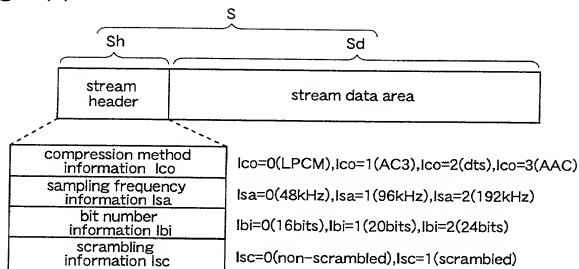 S
Sh
Sd
stream
header
stream data area
compression method
information Ico
Ico=0(LPCM),Ico=1(AC3),Ico=2(dts),Ico=3(AAC)
sampling frequency
information Isa
Isa=0(48kHz),Isa=1(96kHz),Isa=2(192kHz)
bit number
information Ibi
Ibi=0(16bits),Ibi=1(20bits),Ibi=2(24bits)
scrambling
information Isc
Isc=0(non-scrambled),Isc=1(scrambled)